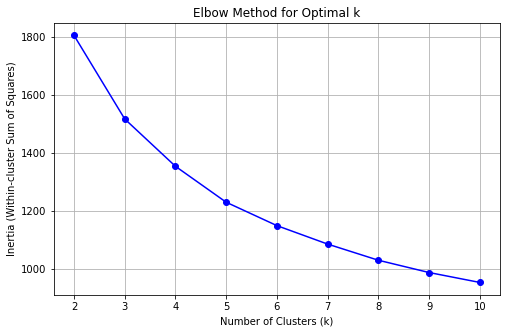 Elbow Method for Optimal k
Inertia (Within-cluster Sum of Squares)
1800
1600
1400
1200
1000
2 3 4 5 6 7 8 9 10
Number of Clusters (k)